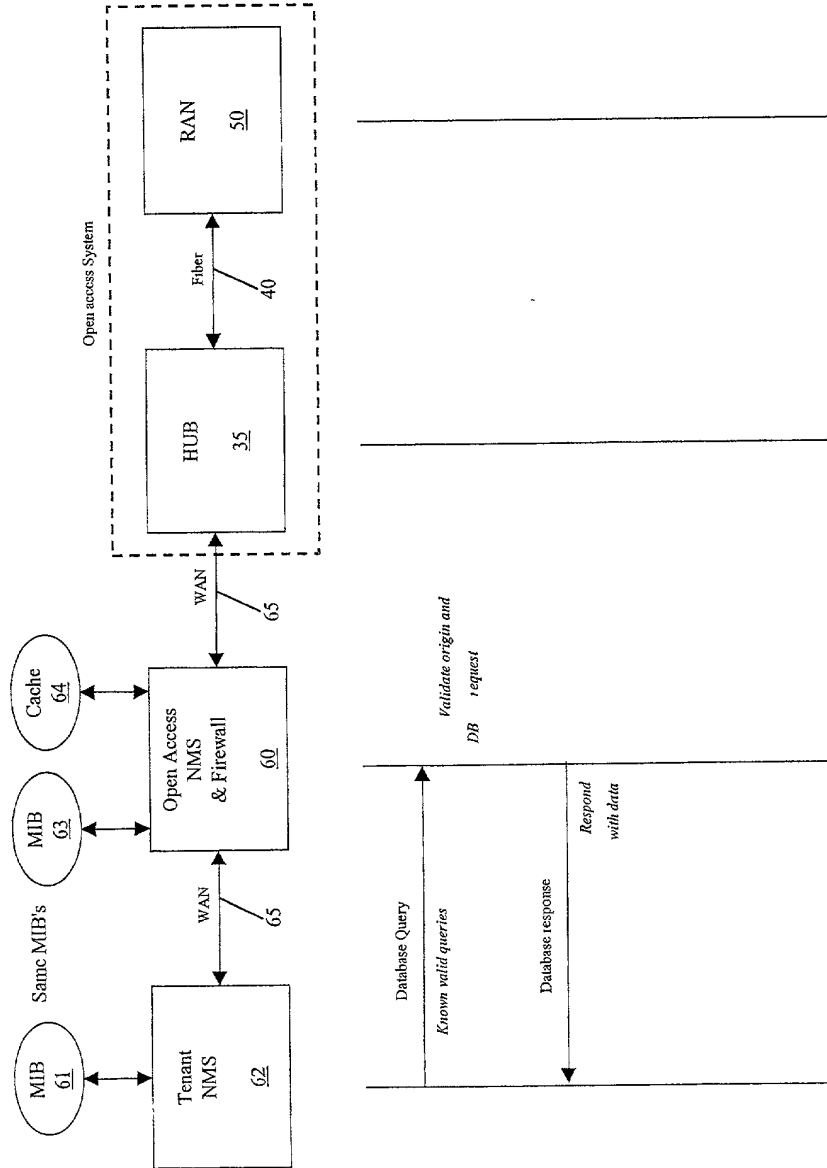 Open access System
MIB
61
Same MIB's
MIB
63
Cache
64
Tenant
NMS
62
WAN
65
Open Access
NMS
& Firewall
60
WAN
65
HUB
35
Fiber
40
RAN
50
Database Query
Known valid queries
Validate origin and
DB request
Database response
Respond
with data